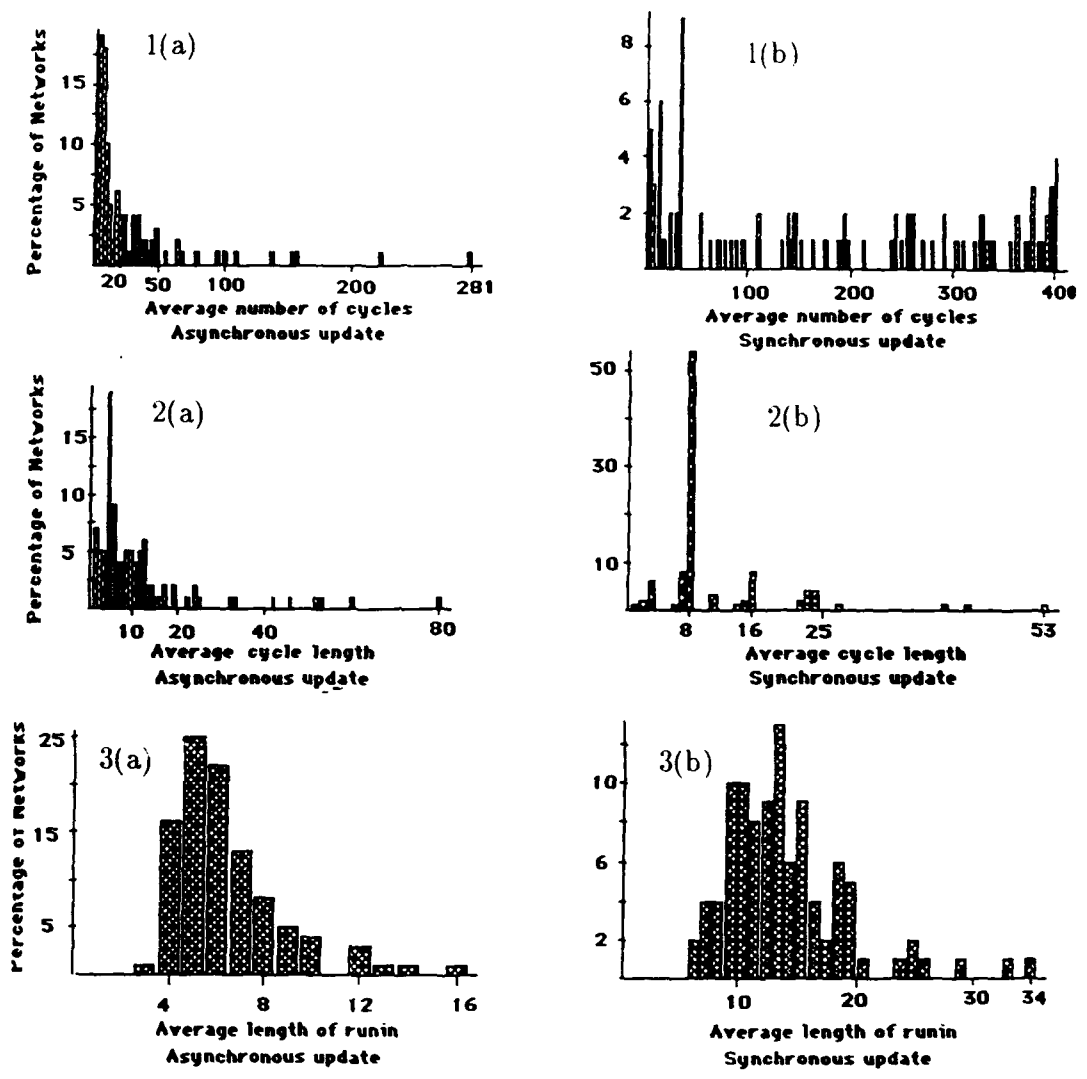 Percentage of Networks
15
10
5
1(a)
20 50 100 200 281
Average number of cycles
Asynchronous update
8
6
4
2
1(b)
100 200 300 400
Average number of cycles
Synchronous update
Percentage of Networks
15
10
5
2(a)
10 20 40 80
Average cycle length
Asynchronous update
50
30
10
2(b)
8 16 25 53
Average cycle length
Synchronous update
Percentage of Networks
25
15
5
3(a)
4 8 12 16
Average length of runin
Asynchronous update
10
6
2
3(b)
10 20 30 34
Average length of runin
Synchronous update